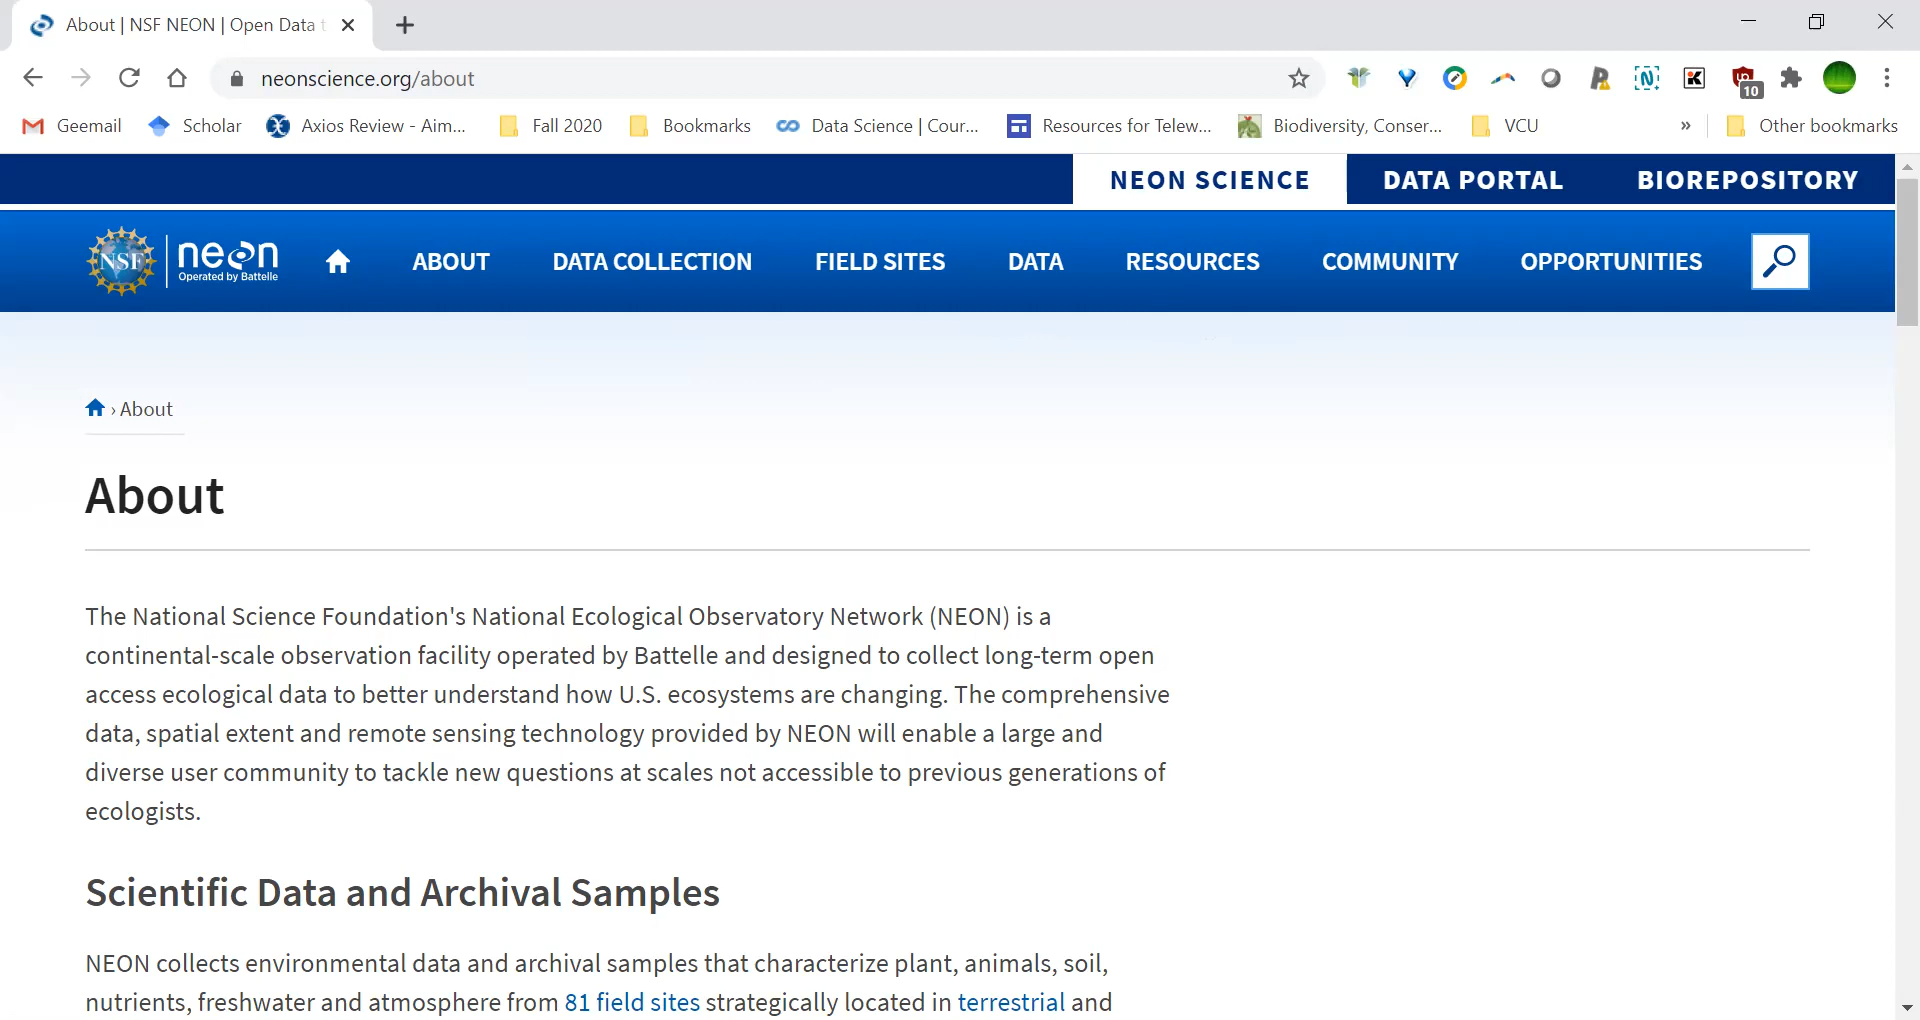 About | NSF NEON | Open Data t
neonscience.org/about
10
Geemail Scholar Axios Review - Aim... Fall 2020 Bookmarks Data Science | Cour... Resources for Telew... Biodiversity, Conser... VCU » Other bookmarks
NEON SCIENCE DATA PORTAL BIOREPOSITORY
NSF neon ABOUT DATA COLLECTION FIELD SITES DATA RESOURCES COMMUNITY OPPORTUNITIES
Operated by Battelle
› About
About
The National Science Foundation's National Ecological Observatory Network (NEON) is a
continental-scale observation facility operated by Battelle and designed to collect long-term open
access ecological data to better understand how U.S. ecosystems are changing. The comprehensive
data, spatial extent and remote sensing technology provided by NEON will enable a large and
diverse user community to tackle new questions at scales not accessible to previous generations of
ecologists.
Scientific Data and Archival Samples
NEON collects environmental data and archival samples that characterize plant, animals, soil,
nutrients, freshwater and atmosphere from 81 field sites strategically located in terrestrial and